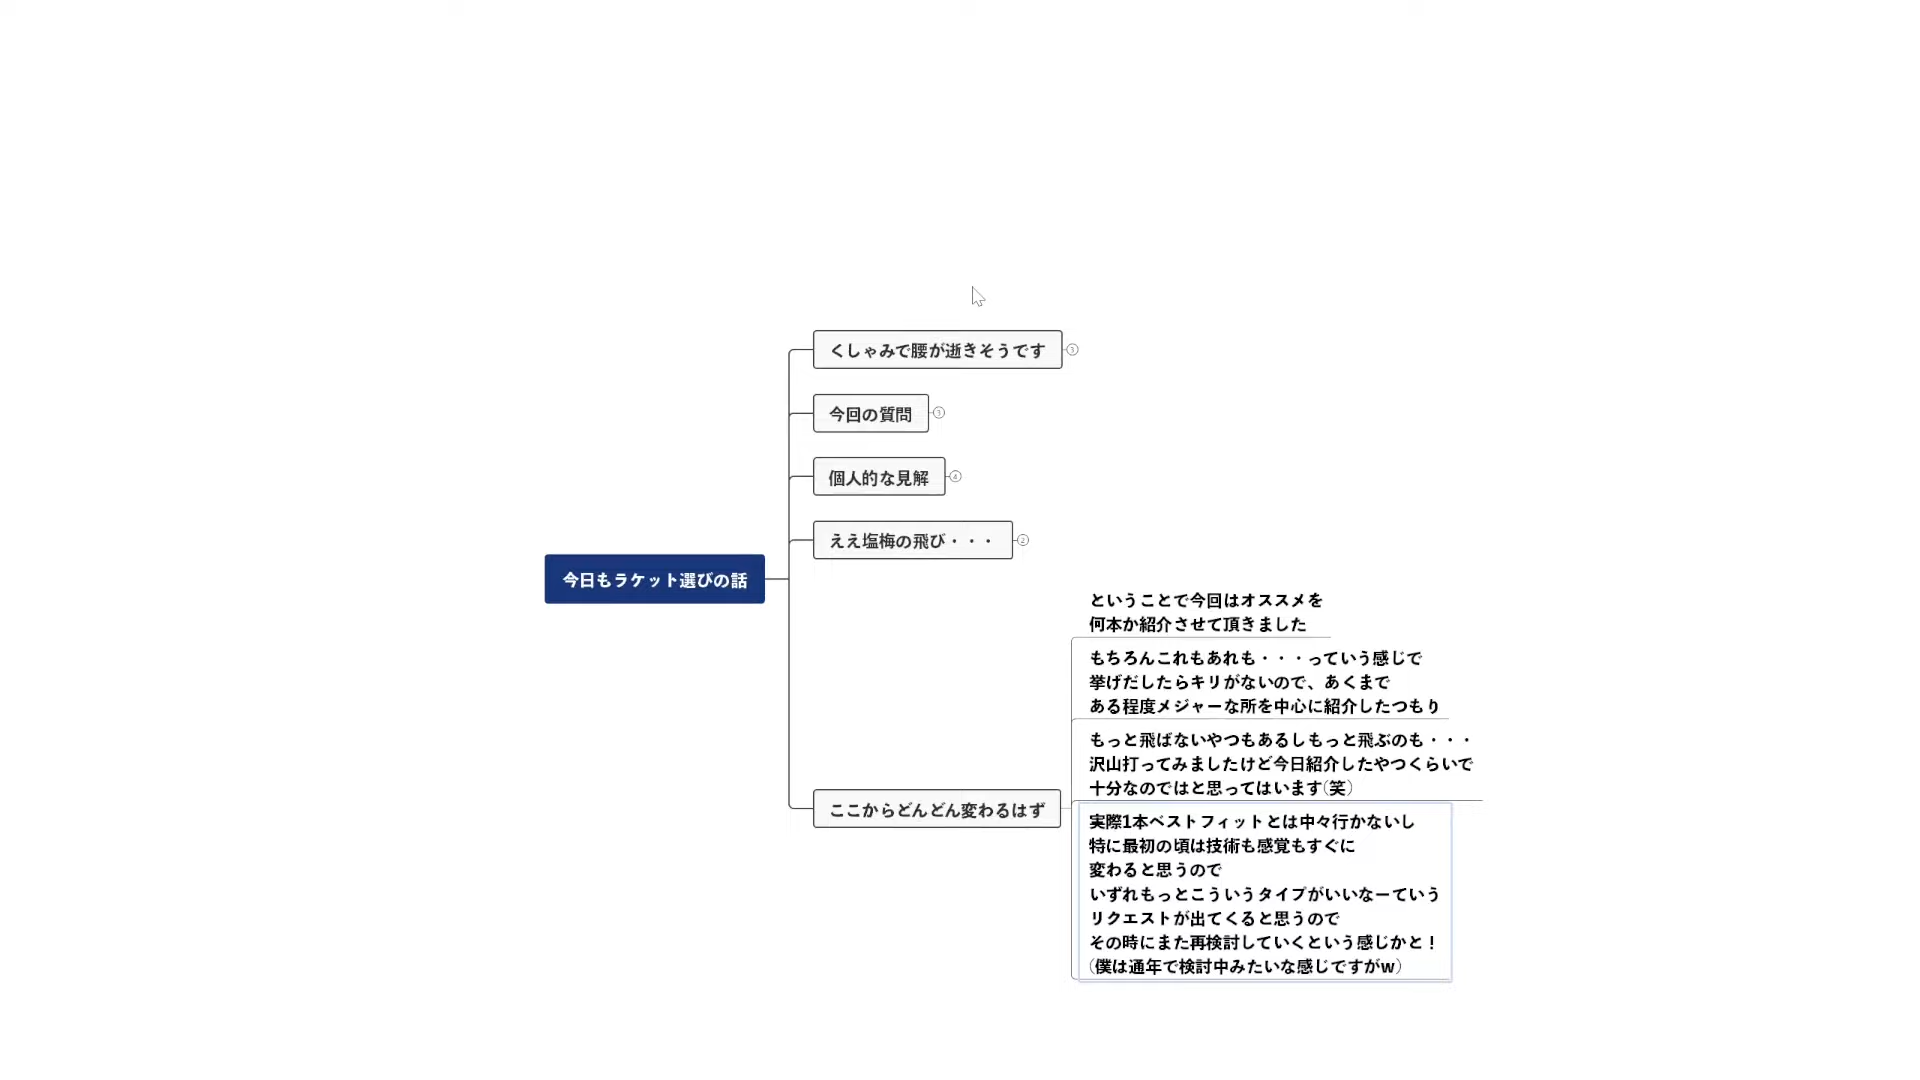 くしゃみで腰が逝きそうです
3
今回の質問
3
個人的な見解
4
ええ塩梅の飛び・・・
2
今日もラケット選びの話
ここからどんどん変わるはず
ということで今回はオススメを
何本か紹介させて頂きました
もちろんこれもあれも・・・っていう感じで
挙げだしたらキリがないので、あくまで
ある程度メジャーな所を中心に紹介したつもり
もっと飛ばないやつもあるしもっと飛ぶのも・・・
沢山打ってみましたけど今日紹介したやつくらいで
十分なのではと思ってはいます(笑)
実際1本ベストフィットとは中々行かないし
特に最初の頃は技術も感覚もすぐに
変わると思うので
いずれもっとこういうタイプがいいなーていう
リクエストが出てくると思うので
その時にまた再検討していくという感じかと！
(僕は通年で検討中みたいな感じですがw)